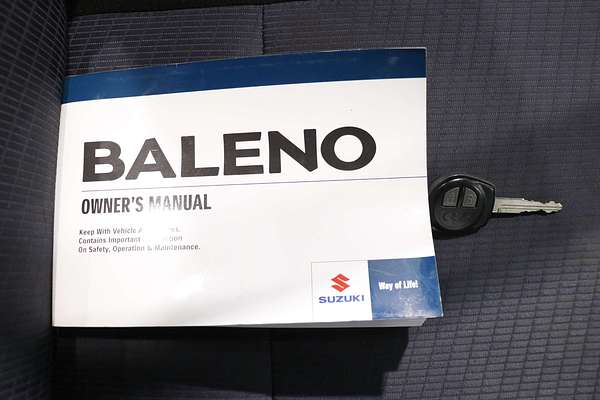 BALENO
OWNER'S MANUAL
Keep With Vehicle
Contains Important
On Safety, Operation & Maintenance.
SUZUKI
Way of Life!